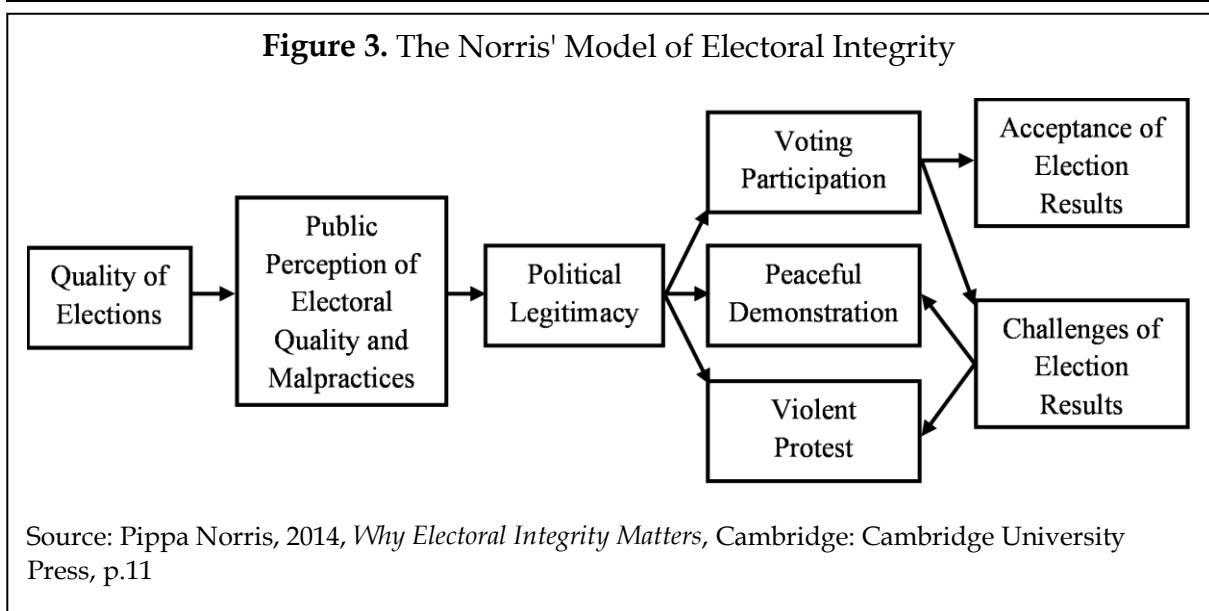 Figure 3. The Norris' Model of Electoral Integrity
Quality of
Elections
Public
Perception of
Electoral
Quality and
Malpractices
Political
Legitimacy
Voting
Participation
Peaceful
Demonstration
Violent
Protest
Acceptance of
Election
Results
Challenges of
Election
Results
Source: Pippa Norris, 2014, Why Electoral Integrity Matters, Cambridge: Cambridge University
Press, p.11